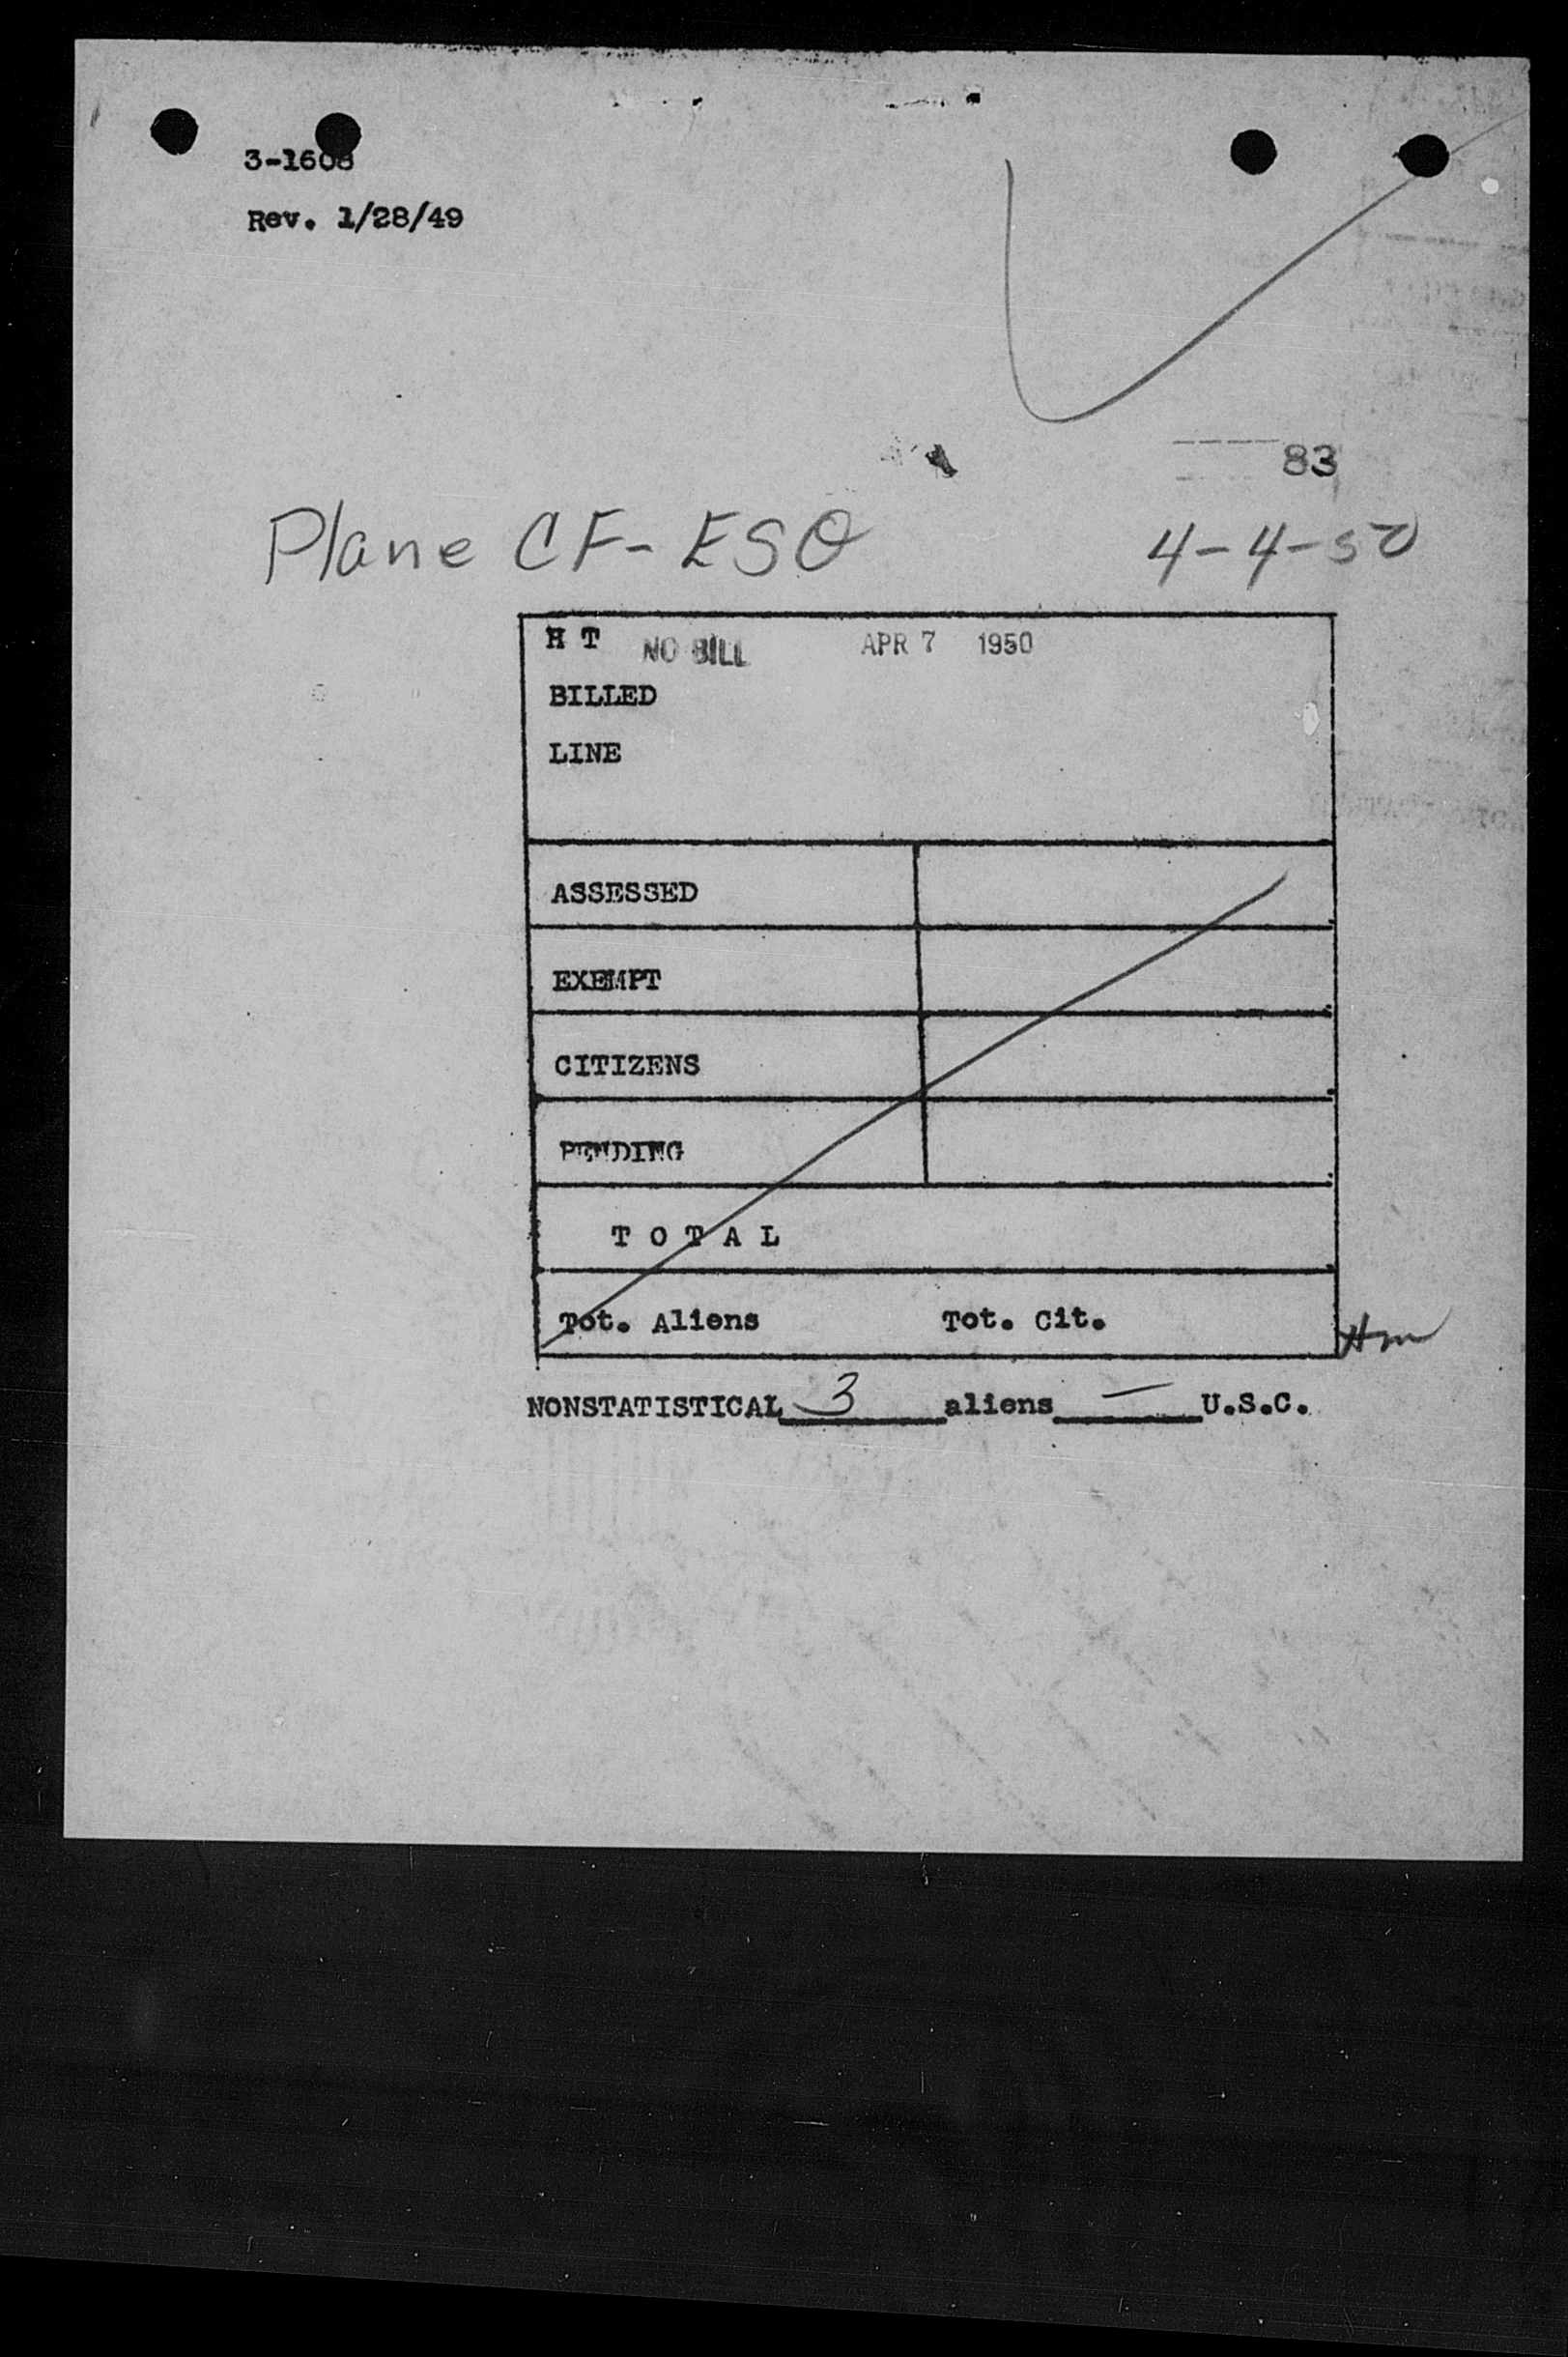 3-1608
Rev. 1/28/49
83
Plane CF-ESO 4-4-50
H T NO BILL APR 7 1950
BILLED
LINE
ASSESSED
EXEMPT
CITIZENS
PENDING
T O T A L
Tot. Aliens Tot. Cit.
Hm
NONSTATISTICAL 3 aliens — U.S.C.